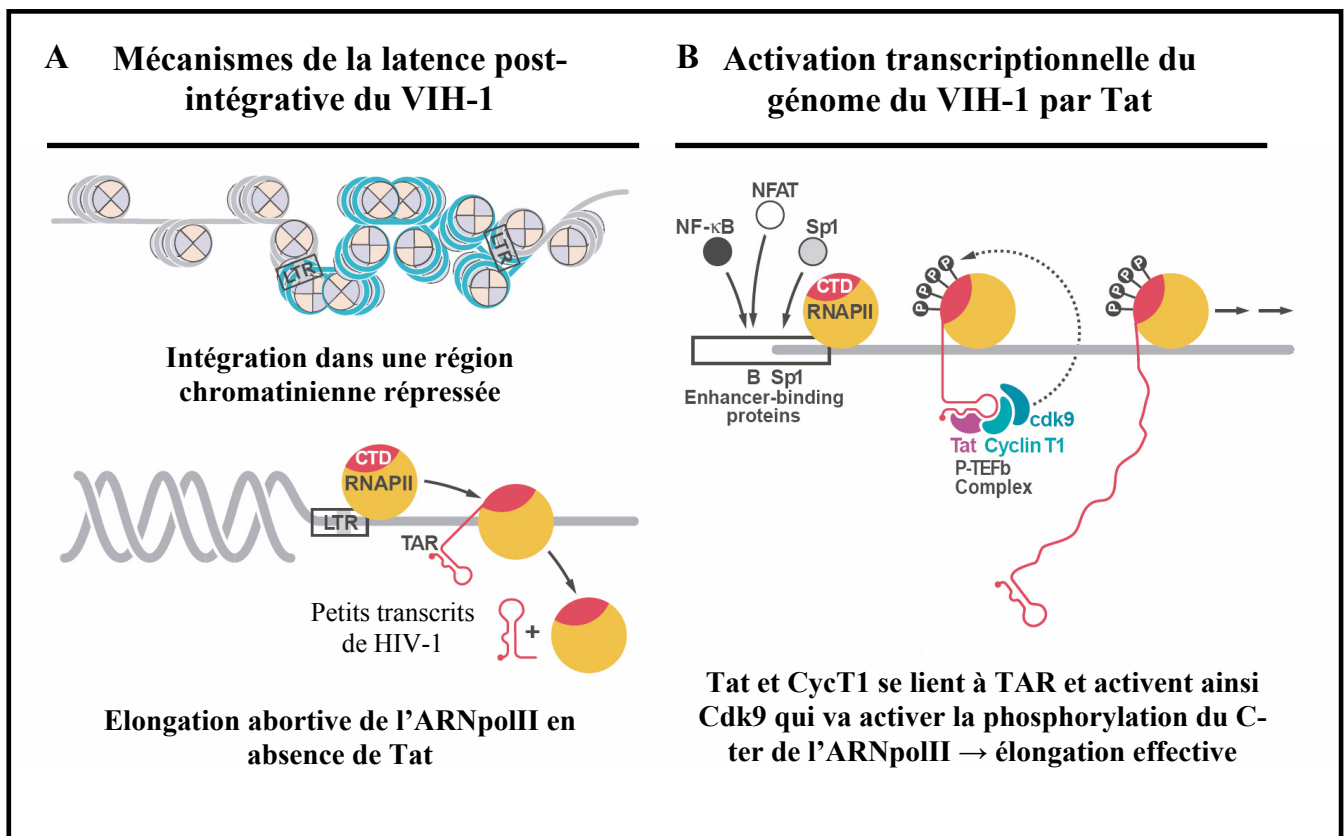 A Mécanismes de la latence post-
intégrative du VIH-1
LTR
LTR
Intégration dans une région
chromatinienne répressée
CTD
RNAPII
LTR
TAR
Petits transcrits
de HIV-1
+
Elongation abortive de l’ARNpolII en
absence de Tat
B Activation transcriptionnelle du
génome du VIH-1 par Tat
NFAT
NF-κB
Sp1
CTD
RNAPII
P P P P
P P P P
B Sp1
Enhancer-binding
proteins
cdk9
Tat Cyclin T1
P-TEFb
Complex
Tat et CycT1 se lient à TAR et activent ainsi
Cdk9 qui va activer la phosphorylation du C-
ter de l’ARNpolII → élongation effective